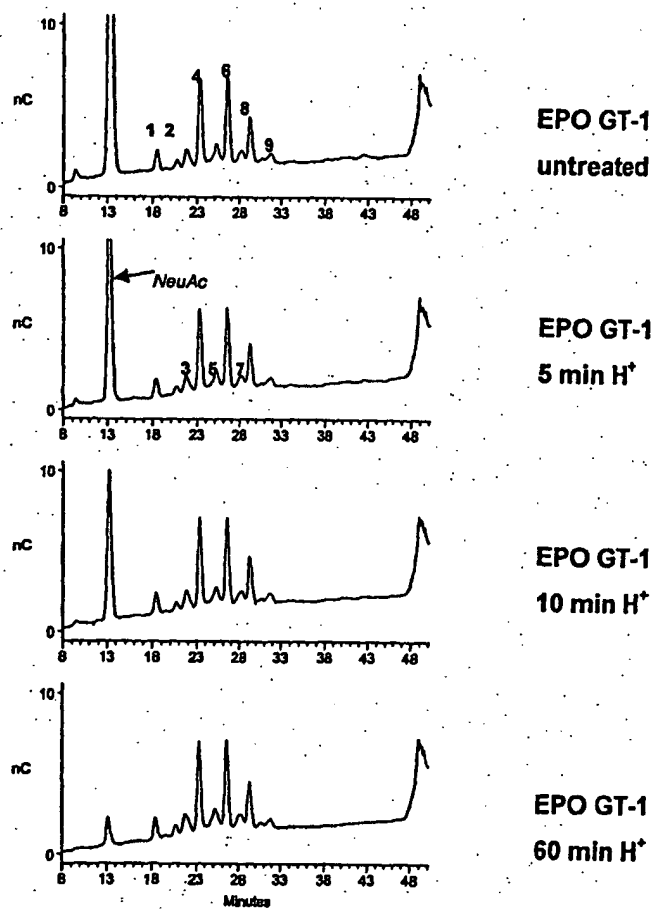 10
nC
0
1 2 4 6 8 9
8 13 18 23 28 33 38 43 48
EPO GT-1
untreated
10
nC
0
NeuAc
3 5 7
8 13 18 23 28 33 38 43 48
EPO GT-1
5 min H⁺
10
nC
0
8 13 18 23 28 33 38 43 48
EPO GT-1
10 min H⁺
10
nC
0
8 13 18 23 28 33 38 43 48
Minutes
EPO GT-1
60 min H⁺